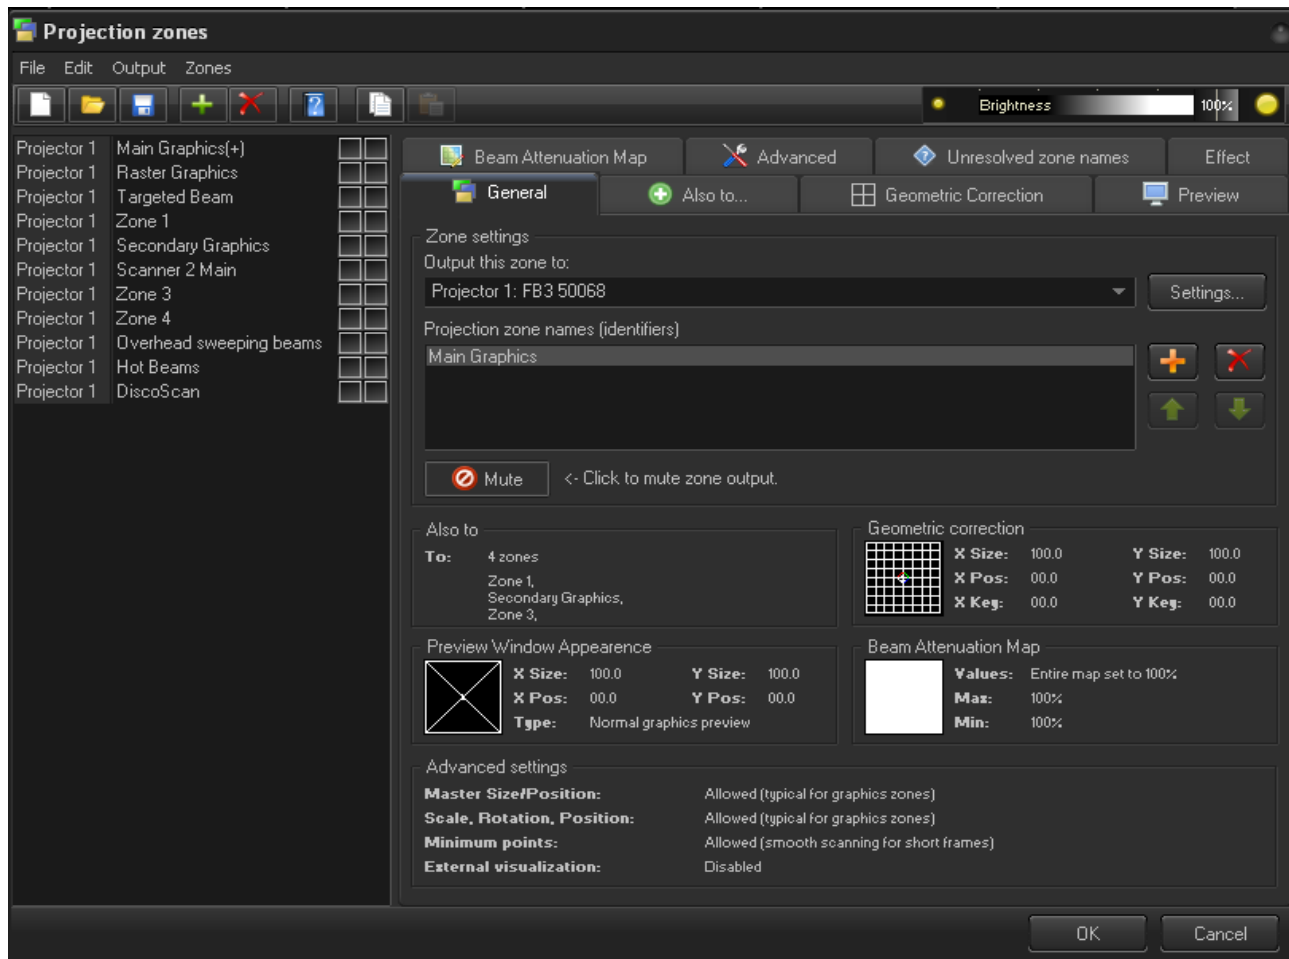 Projection zones
File Edit Output Zones
Brightness 100%
Projector 1 Main Graphics(+)
Projector 1 Raster Graphics
Projector 1 Targeted Beam
Projector 1 Zone 1
Projector 1 Secondary Graphics
Projector 1 Scanner 2 Main
Projector 1 Zone 3
Projector 1 Zone 4
Projector 1 Overhead sweeping beams
Projector 1 Hot Beams
Projector 1 DiscoScan
Beam Attenuation Map Advanced Unresolved zone names Effect
General Also to... Geometric Correction Preview
Zone settings
Output this zone to:
Projector 1: FB3 50068 Settings...
Projection zone names (identifiers)
Main Graphics
Mute <- Click to mute zone output.
Also to
To: 4 zones
Zone 1,
Secondary Graphics,
Zone 3,
Geometric correction
X Size: 100.0 Y Size: 100.0
X Pos: 00.0 Y Pos: 00.0
X Key: 00.0 Y Key: 00.0
Preview Window Appearence
X Size: 100.0 Y Size: 100.0
X Pos: 00.0 Y Pos: 00.0
Type: Normal graphics preview
Beam Attenuation Map
Values: Entire map set to 100%
Max: 100%
Min: 100%
Advanced settings
Master Size/Position: Allowed (typical for graphics zones)
Scale, Rotation, Position: Allowed (typical for graphics zones)
Minimum points: Allowed (smooth scanning for short frames)
External visualization: Disabled
OK Cancel